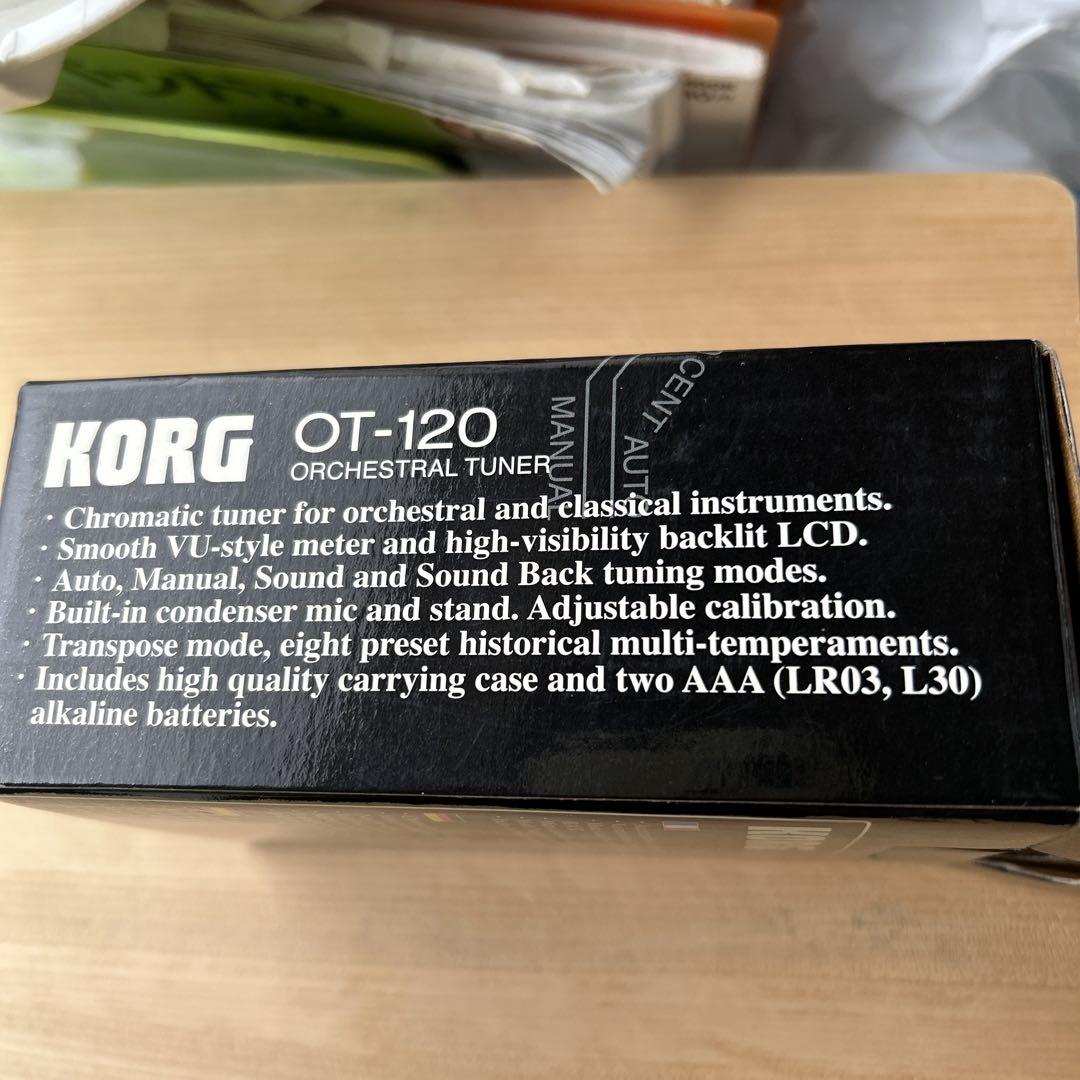 KORG
OT-120
ORCHESTRAL TUNER
CENT
MANUAL
AUTO
· Chromatic tuner for orchestral and classical instruments.
· Smooth VU-style meter and high-visibility backlit LCD.
· Auto, Manual, Sound and Sound Back tuning modes.
· Built-in condenser mic and stand. Adjustable calibration.
· Transpose mode, eight preset historical multi-temperaments.
· Includes high quality carrying case and two AAA (LR03, L30)
alkaline batteries.